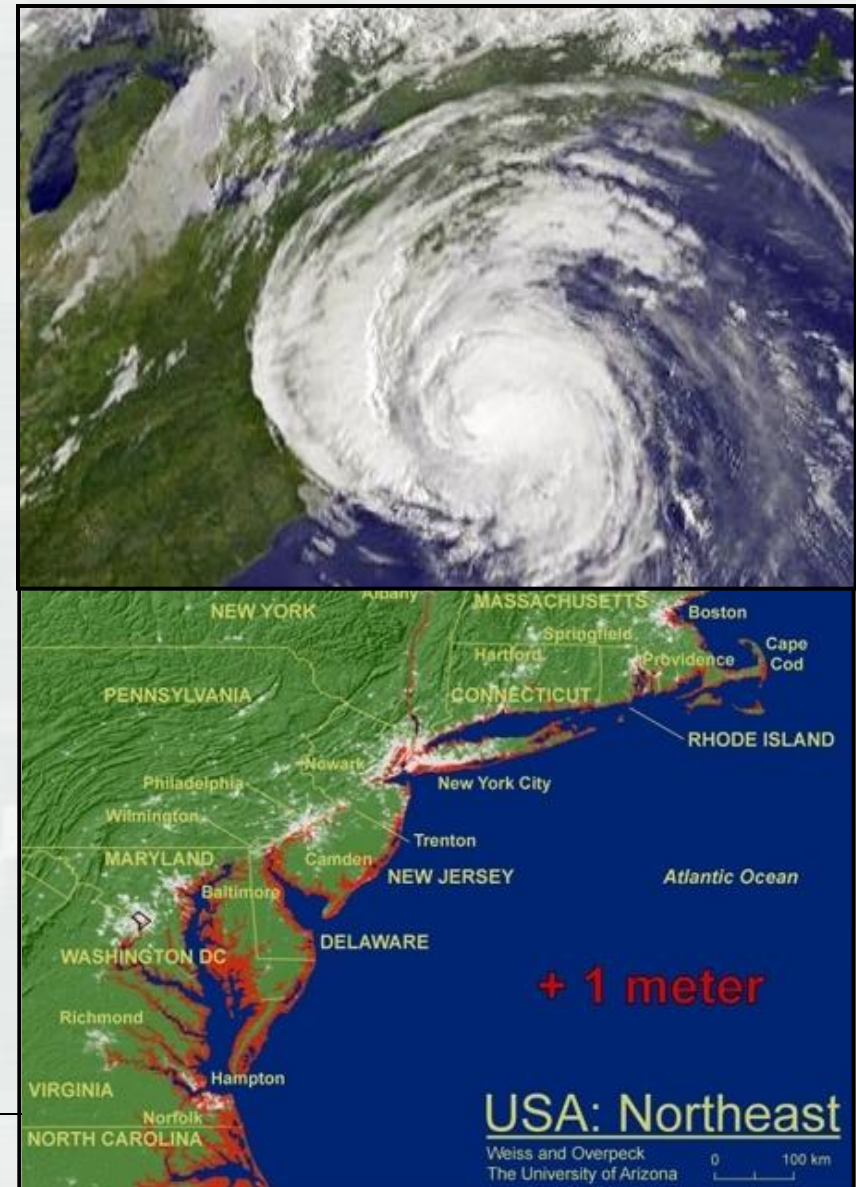 Albany
NEW YORK
MASSACHUSETTS
Boston
Springfield
Hartford
Providence
Cape
Cod
PENNSYLVANIA
CONNECTICUT
RHODE ISLAND
Newark
New York City
Philadelphia
Wilmington
Trenton
MARYLAND
Camden
NEW JERSEY
Atlantic Ocean
Baltimore
DELAWARE
WASHINGTON DC
+ 1 meter
Richmond
Hampton
VIRGINIA
Norfolk
NORTH CAROLINA
USA: Northeast
Weiss and Overpeck
The University of Arizona
0 100 km